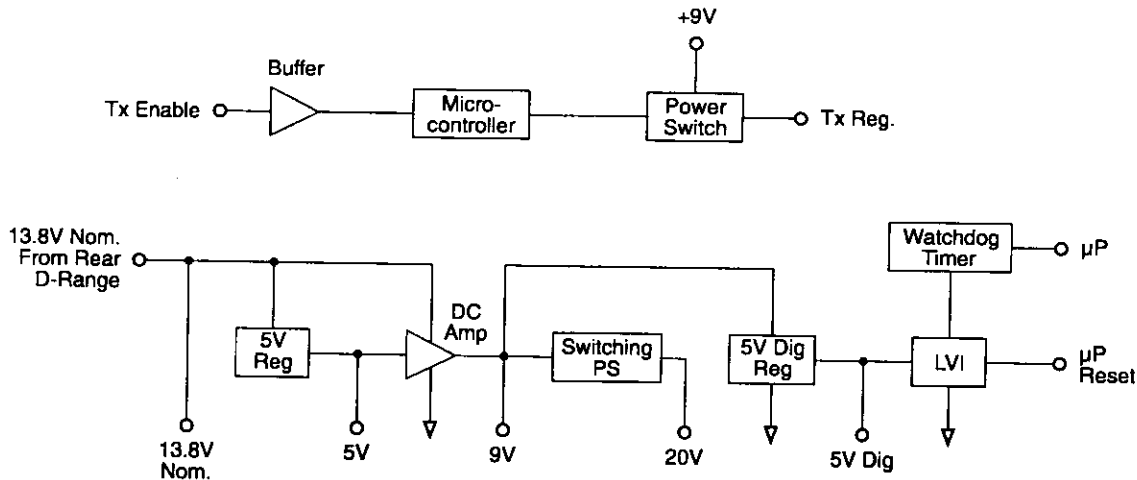 +9V
Buffer
Tx Enable
Micro-
controller
Power
Switch
Tx Reg.
13.8V Nom.
From Rear
D-Range
Watchdog
Timer
µP
DC
Amp
5V
Reg
Switching
PS
5V Dig
Reg
LVI
µP
Reset
13.8V
Nom.
5V
9V
20V
5V Dig